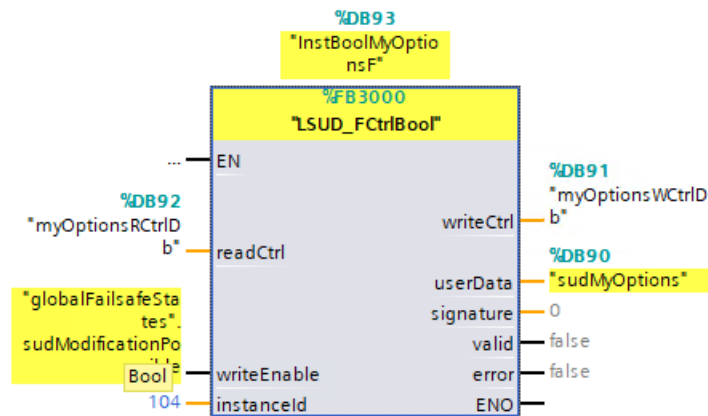 %DB93
"InstBoolMyOptio
nsF"
%FB3000
"LSUD_FCtrlBool"
... EN
%DB92
"myOptionsRCtrlD
b"
readCtrl
"globalFailsafeSta
tes".
sudModificationPo
Bool
writeEnable
104
instanceId
%DB91
"myOptionsWCtrlD
b"
writeCtrl
%DB90
userData
"sudMyOptions"
signature
0
valid
false
error
false
ENO